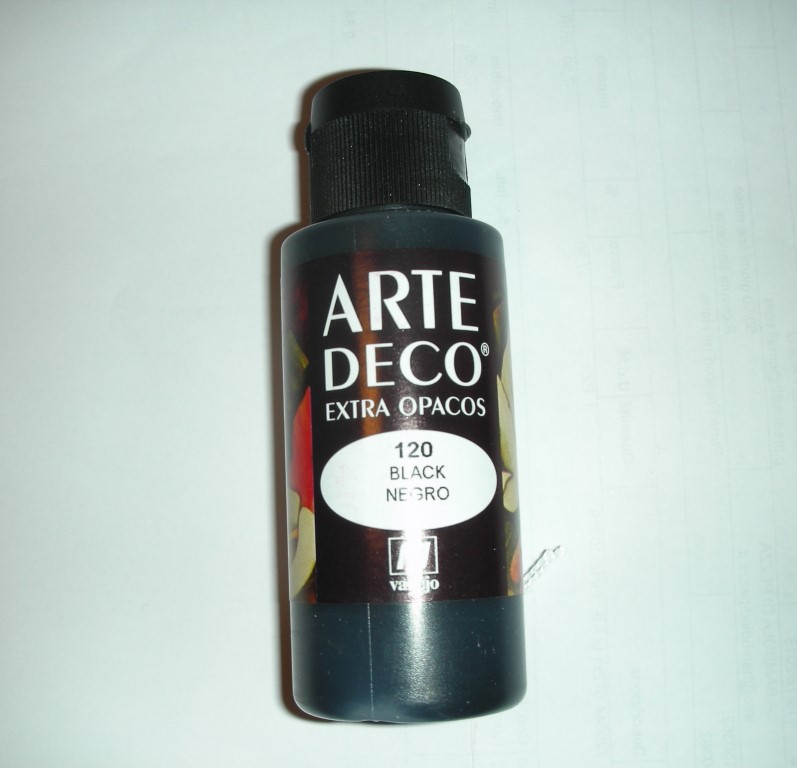 ARTE
DECO®
EXTRA OPACOS
120
BLACK
NEGRO
vallejo